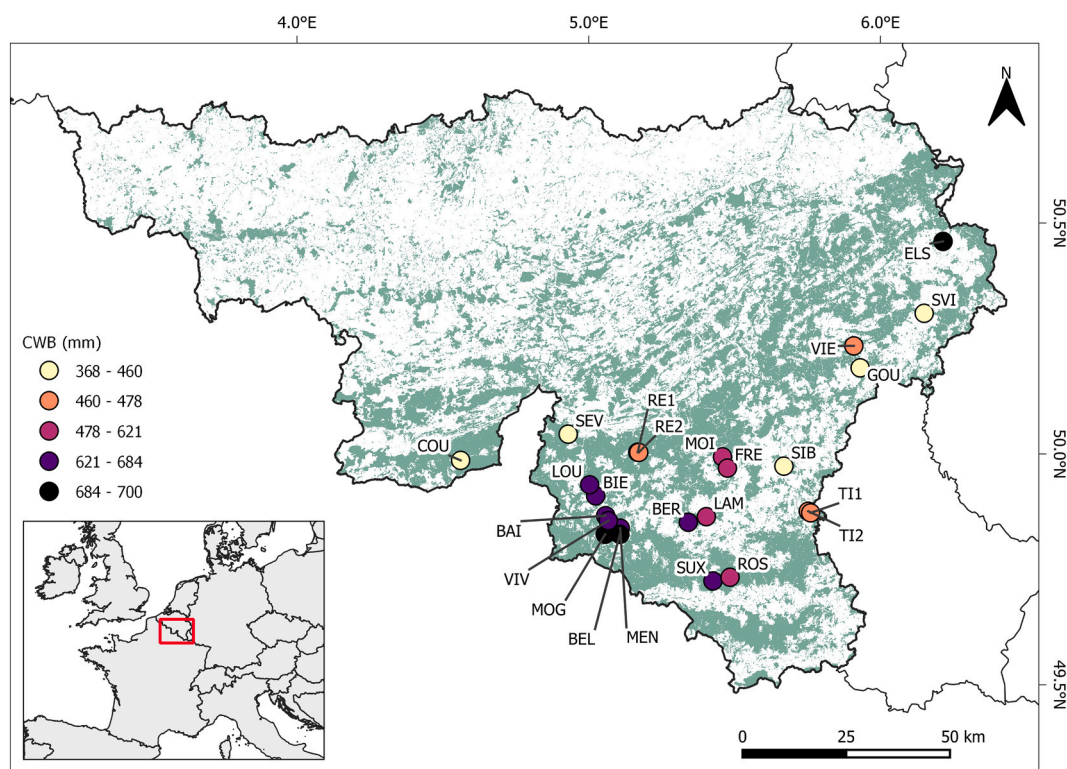 4.0°E 5.0°E 6.0°E
N
50.5°N
ELS
SVI
VIE
GOU
CWB (mm)
368 - 460
460 - 478
478 - 621
621 - 684
684 - 700
RE1
SEV
RE2
COU
MOI
FRE
SIB
50.0°N
LOU
BIE
TI1
BER
LAM
BAI
TI2
VIV
SUX
ROS
MOG
BEL
MEN
49.5°N
0 25 50 km